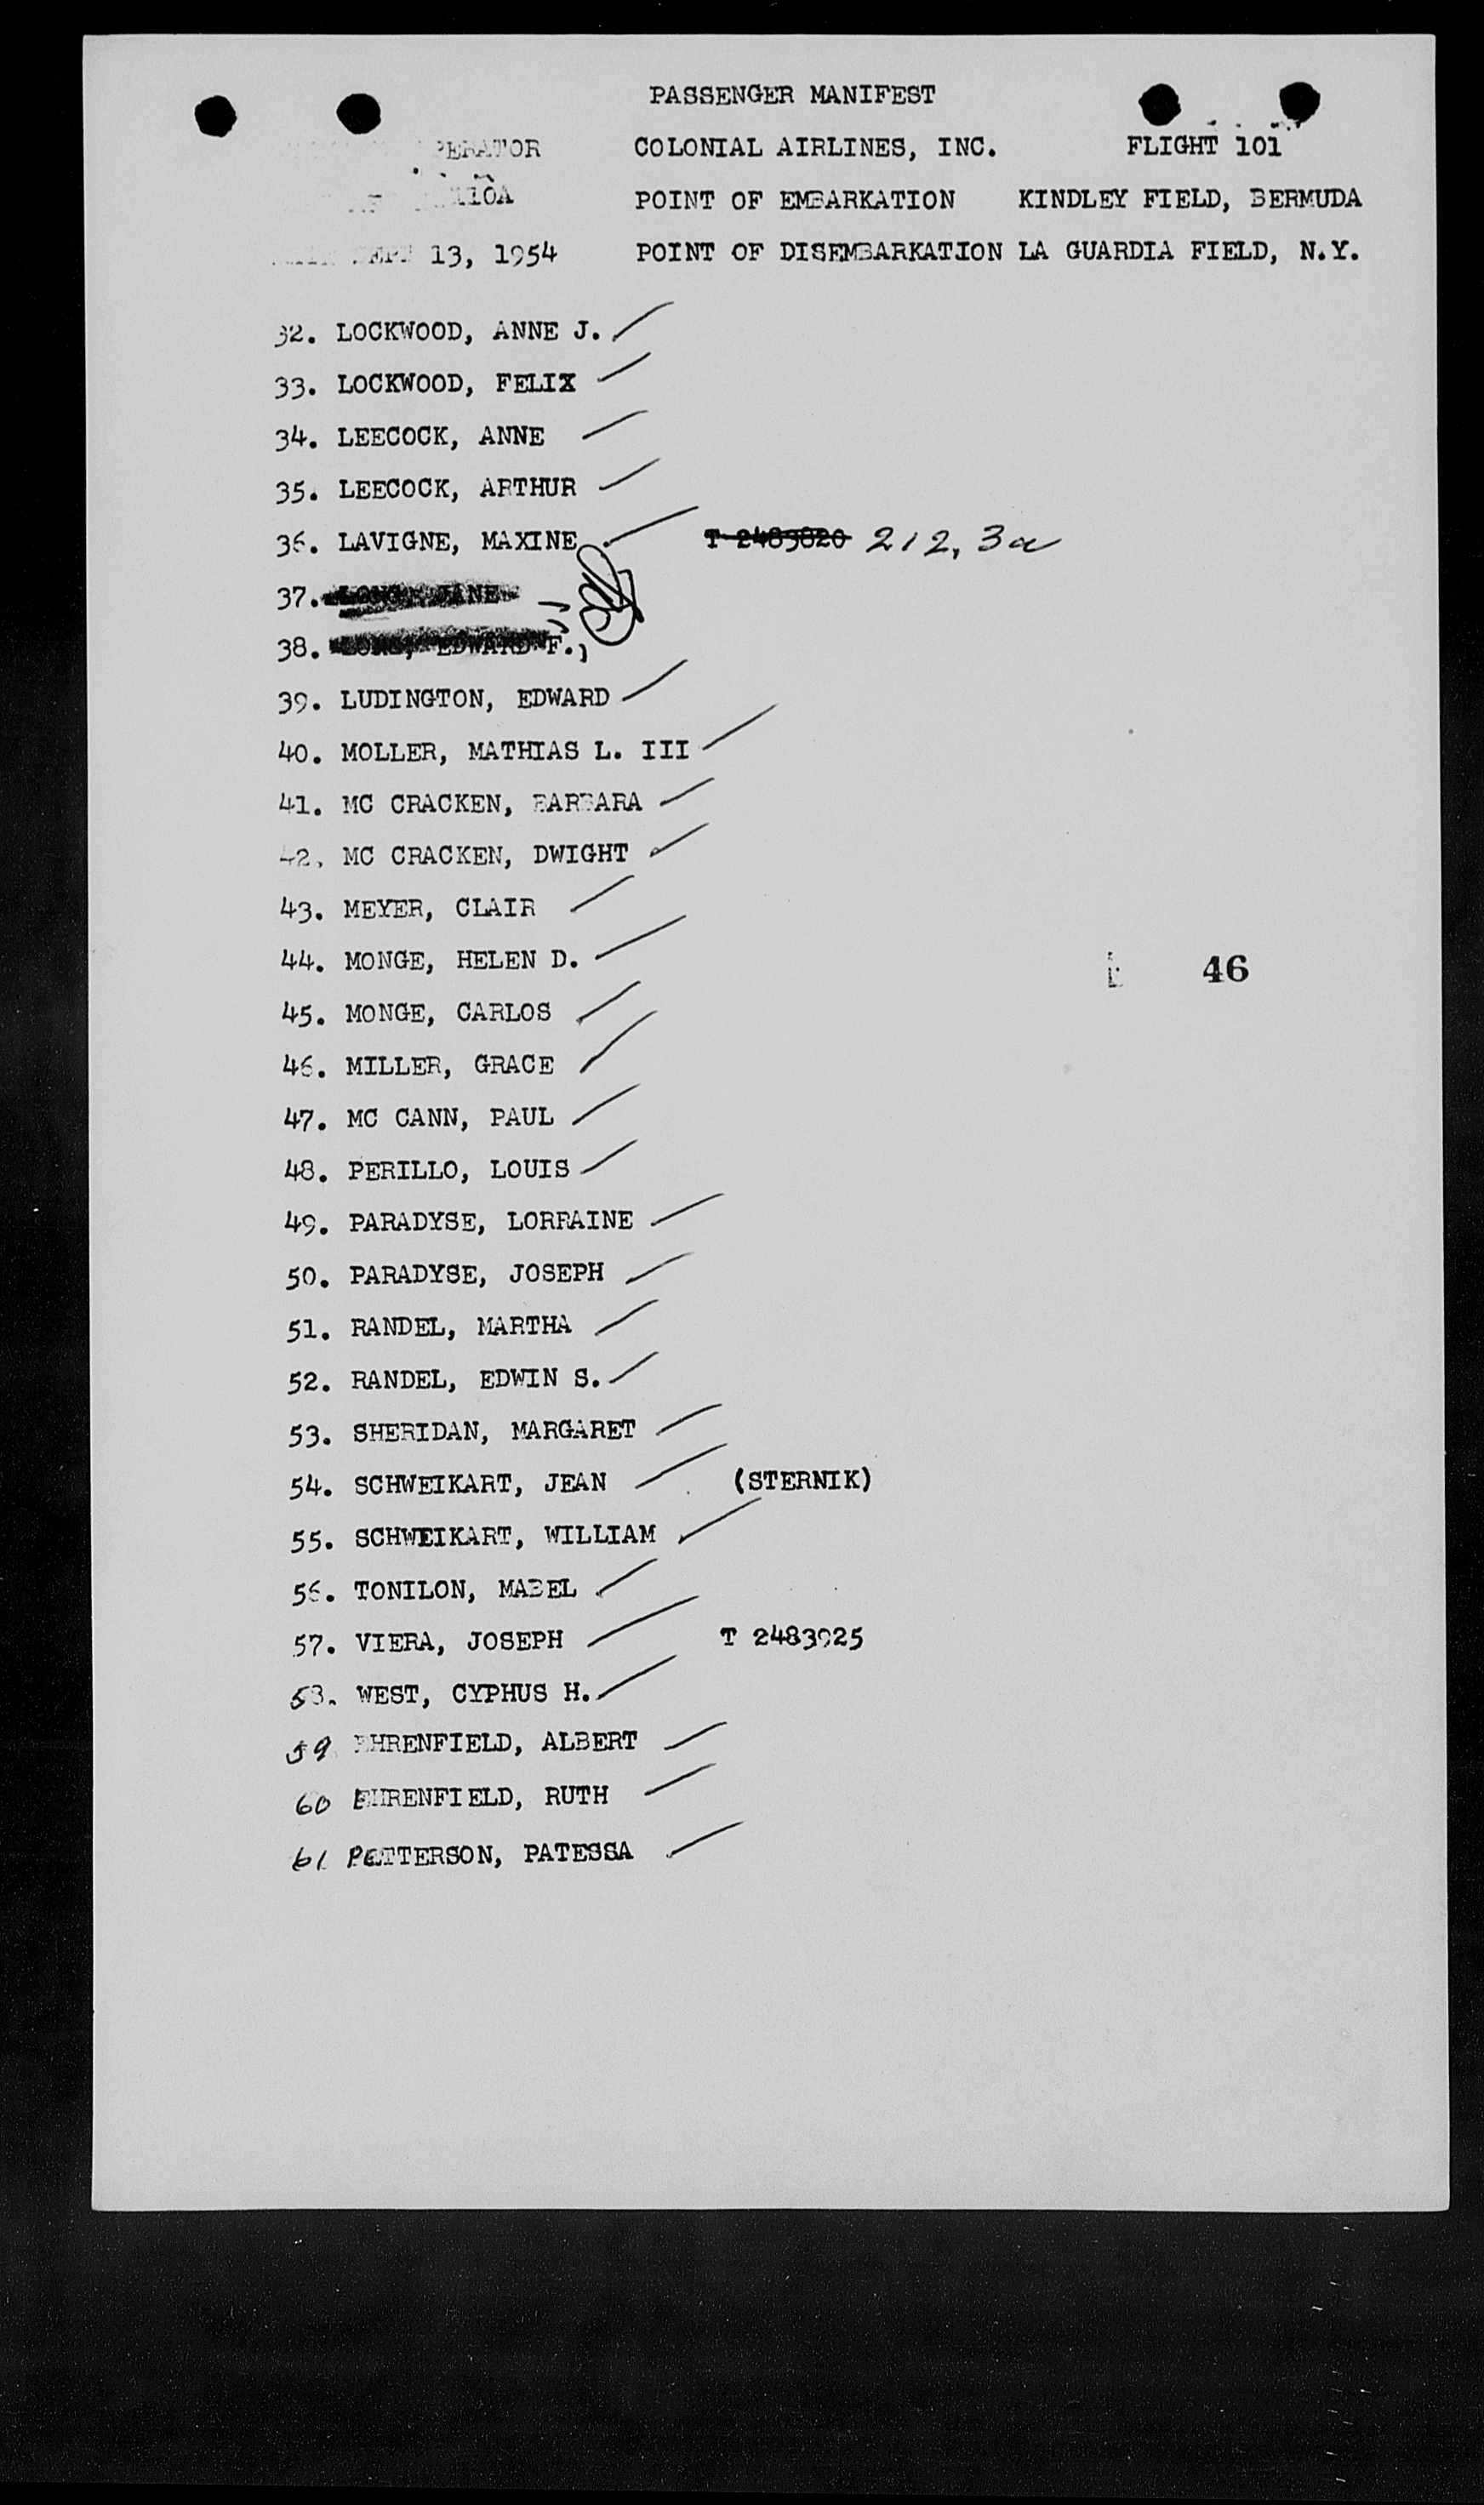 PASSENGER MANIFEST
OPERATOR COLONIAL AIRLINES, INC. FLIGHT 101
POINT OF EMBARKATION KINDLEY FIELD, BERMUDA
13, 1954 POINT OF DISEMBARKATION LA GUARDIA FIELD, N.Y.
32. LOCKWOOD, ANNE J.
33. LOCKWOOD, FELIX
34. LEECOCK, ANNE
35. LEECOCK, ARTHUR
36. LAVIGNE, MAXINE T 2483820 212,3a
37. LONG, JANE
38. LONG, EDWARD F.,
39. LUDINGTON, EDWARD
40. MOLLER, MATHIAS L. III
41. MC CRACKEN, BARBARA
42. MC CRACKEN, DWIGHT
43. MEYER, CLAIR
44. MONGE, HELEN D. 46
45. MONGE, CARLOS
46. MILLER, GRACE
47. MC CANN, PAUL
48. PERILLO, LOUIS
49. PARADYSE, LORRAINE
50. PARADYSE, JOSEPH
51. RANDEL, MARTHA
52. RANDEL, EDWIN S.
53. SHERIDAN, MARGARET
54. SCHWEIKART, JEAN (STERNIK)
55. SCHWEIKART, WILLIAM
56. TONILON, MABEL
57. VIERA, JOSEPH T 2483925
58. WEST, CYPHUS H.
59 EHRENFIELD, ALBERT
60 EHRENFIELD, RUTH
61 PETTERSON, PATESSA